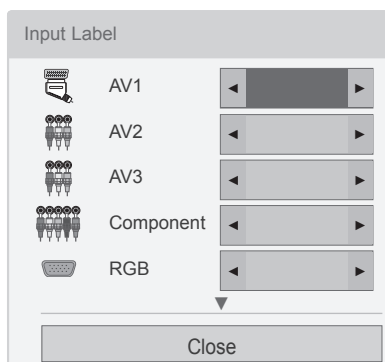 Input Label
AV1
AV2
AV3
Component
RGB
Close